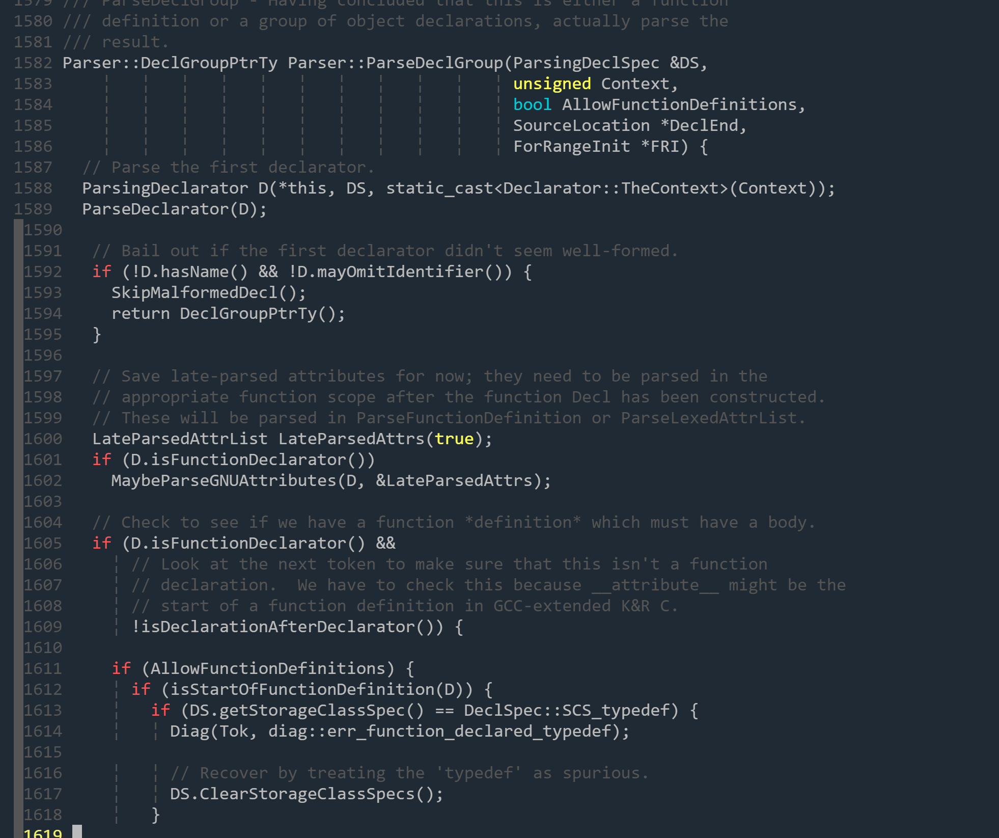 1579 /// ParseDeclGroup - Having concluded that this is either a function
1580 /// definition or a group of object declarations, actually parse the
1581 /// result.
1582 Parser::DeclGroupPtrTy Parser::ParseDeclGroup(ParsingDeclSpec &DS,
1583 unsigned Context,
1584 bool AllowFunctionDefinitions,
1585 SourceLocation *DeclEnd,
1586 ForRangeInit *FRI) {
1587 // Parse the first declarator.
1588 ParsingDeclarator D(*this, DS, static_cast<Declarator::TheContext>(Context));
1589 ParseDeclarator(D);
1590
1591 // Bail out if the first declarator didn't seem well-formed.
1592 if (!D.hasName() && !D.mayOmitIdentifier()) {
1593 SkipMalformedDecl();
1594 return DeclGroupPtrTy();
1595 }
1596
1597 // Save late-parsed attributes for now; they need to be parsed in the
1598 // appropriate function scope after the function Decl has been constructed.
1599 // These will be parsed in ParseFunctionDefinition or ParseLexedAttrList.
1600 LateParsedAttrList LateParsedAttrs(true);
1601 if (D.isFunctionDeclarator())
1602 MaybeParseGNUAttributes(D, &LateParsedAttrs);
1603
1604 // Check to see if we have a function *definition* which must have a body.
1605 if (D.isFunctionDeclarator() &&
1606 // Look at the next token to make sure that this isn't a function
1607 // declaration.  We have to check this because __attribute__ might be the
1608 // start of a function definition in GCC-extended K&R C.
1609 !isDeclarationAfterDeclarator()) {
1610
1611 if (AllowFunctionDefinitions) {
1612 if (isStartOfFunctionDefinition(D)) {
1613 if (DS.getStorageClassSpec() == DeclSpec::SCS_typedef) {
1614 Diag(Tok, diag::err_function_declared_typedef);
1615
1616 // Recover by treating the 'typedef' as spurious.
1617 DS.ClearStorageClassSpecs();
1618 }
1619